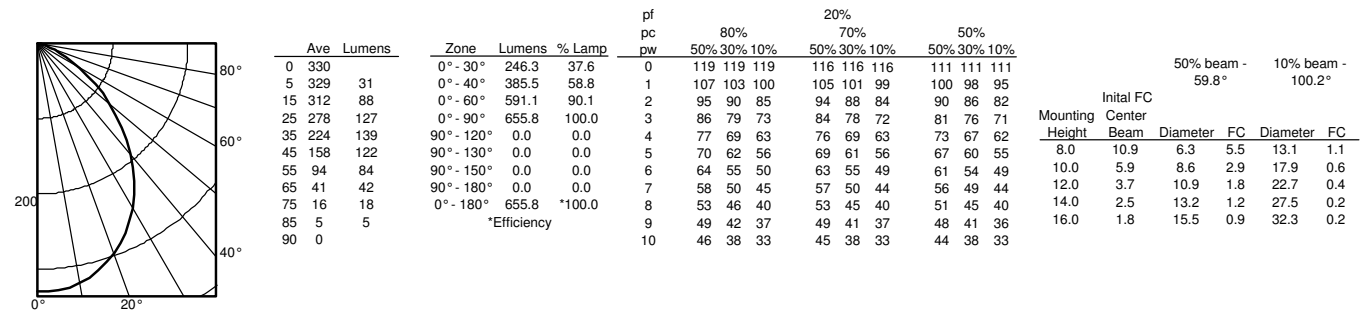 80°
60°
200
40°
0° 20°
Ave Lumens
0 330
5 329 31
15 312 88
25 278 127
35 224 139
45 158 122
55 94 84
65 41 42
75 16 18
85 5 5
90 0
Zone Lumens % Lamp
0° - 30° 246.3 37.6
0° - 40° 385.5 58.8
0° - 60° 591.1 90.1
0° - 90° 655.8 100.0
90° - 120° 0.0 0.0
90° - 130° 0.0 0.0
90° - 150° 0.0 0.0
90° - 180° 0.0 0.0
0° - 180° 655.8 *100.0
*Efficiency
pf 20%
pc 80% 70% 50%
pw 50% 30% 10% 50% 30% 10% 50% 30% 10%
0 119 119 119 116 116 116 111 111 111
1 107 103 100 105 101 99 100 98 95
2 95 90 85 94 88 84 90 86 82
3 86 79 73 84 78 72 81 76 71
4 77 69 63 76 69 63 73 67 62
5 70 62 56 69 61 56 67 60 55
6 64 55 50 63 55 49 61 54 49
7 58 50 45 57 50 44 56 49 44
8 53 46 40 53 45 40 51 45 40
9 49 42 37 49 41 37 48 41 36
10 46 38 33 45 38 33 44 38 33
50% beam - 10% beam -
59.8° 100.2°
Inital FC
Mounting Center
Height Beam Diameter FC Diameter FC
8.0 10.9 6.3 5.5 13.1 1.1
10.0 5.9 8.6 2.9 17.9 0.6
12.0 3.7 10.9 1.8 22.7 0.4
14.0 2.5 13.2 1.2 27.5 0.2
16.0 1.8 15.5 0.9 32.3 0.2